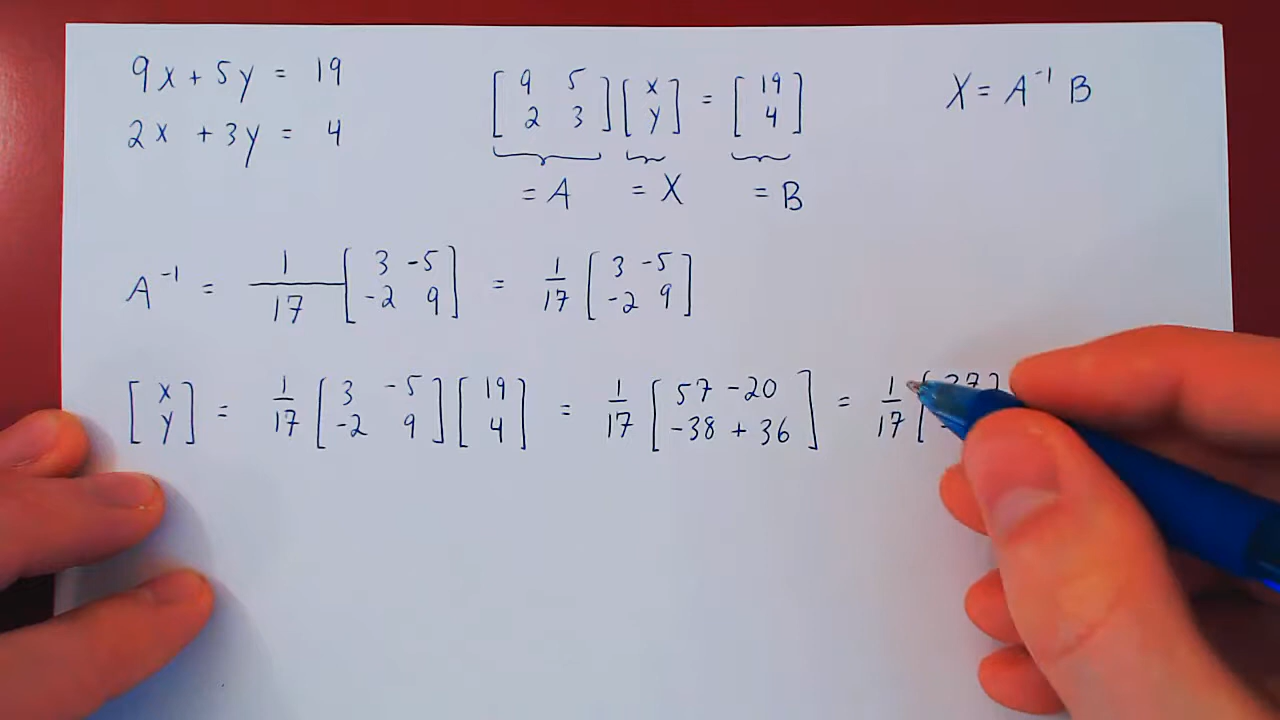 9x + 5y = 19
2x + 3y = 4
[9 5; 2 3] [x; y] = [19; 4]
= A = X = B
X = A⁻¹ B
A⁻¹ = 1/17 [3 -5; -2 9] = 1/17 [3 -5; -2 9]
[x; y] = 1/17 [3 -5; -2 9] [19; 4] = 1/17 [57 - 20; -38 + 36] = 1/17 [37